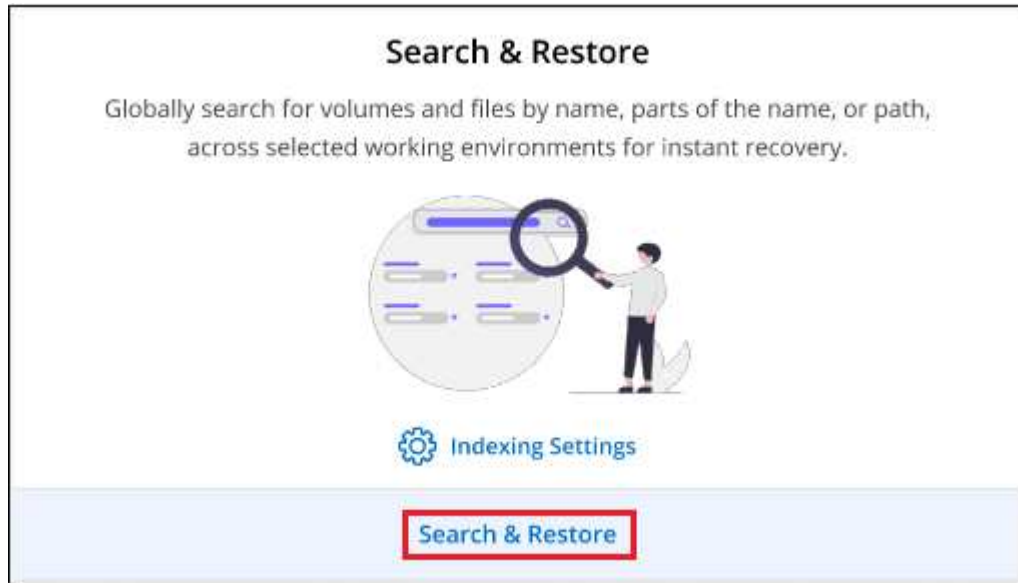 Search & Restore
Globally search for volumes and files by name, parts of the name, or path,
across selected working environments for instant recovery.
Indexing Settings
Search & Restore